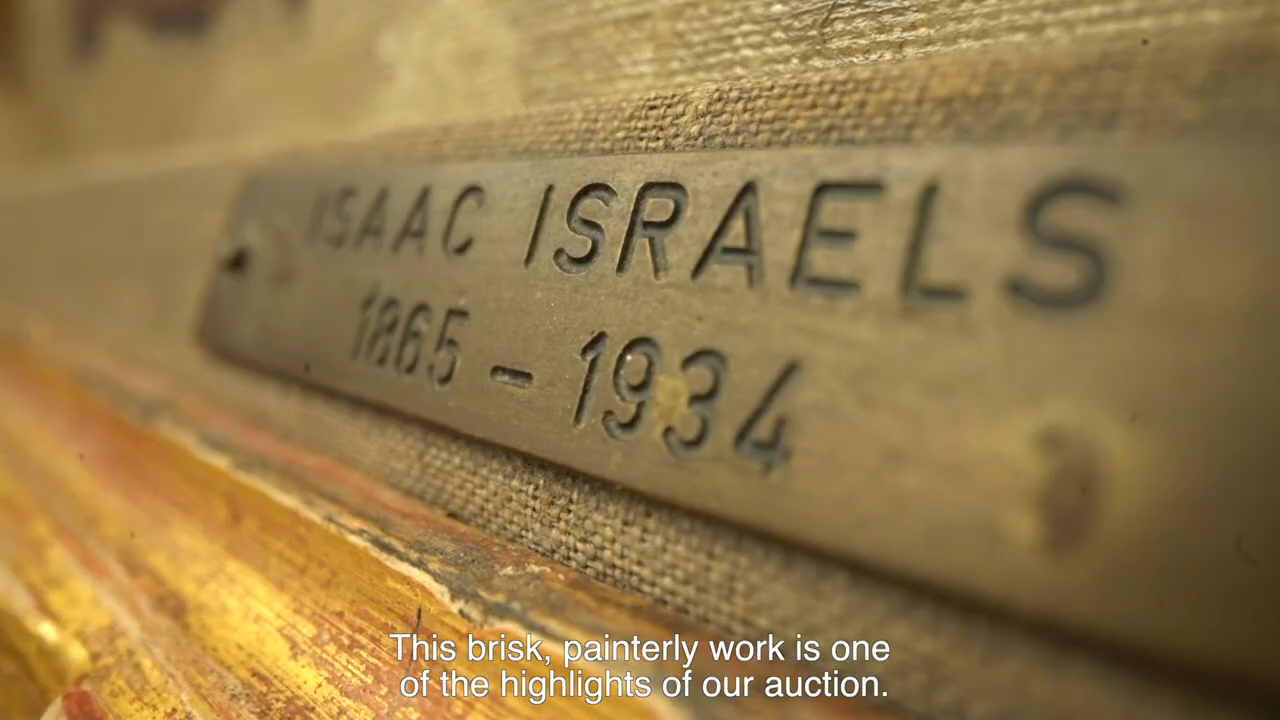 ISAAC ISRAELS
1865 – 1934
This brisk, painterly work is one
of the highlights of our auction.